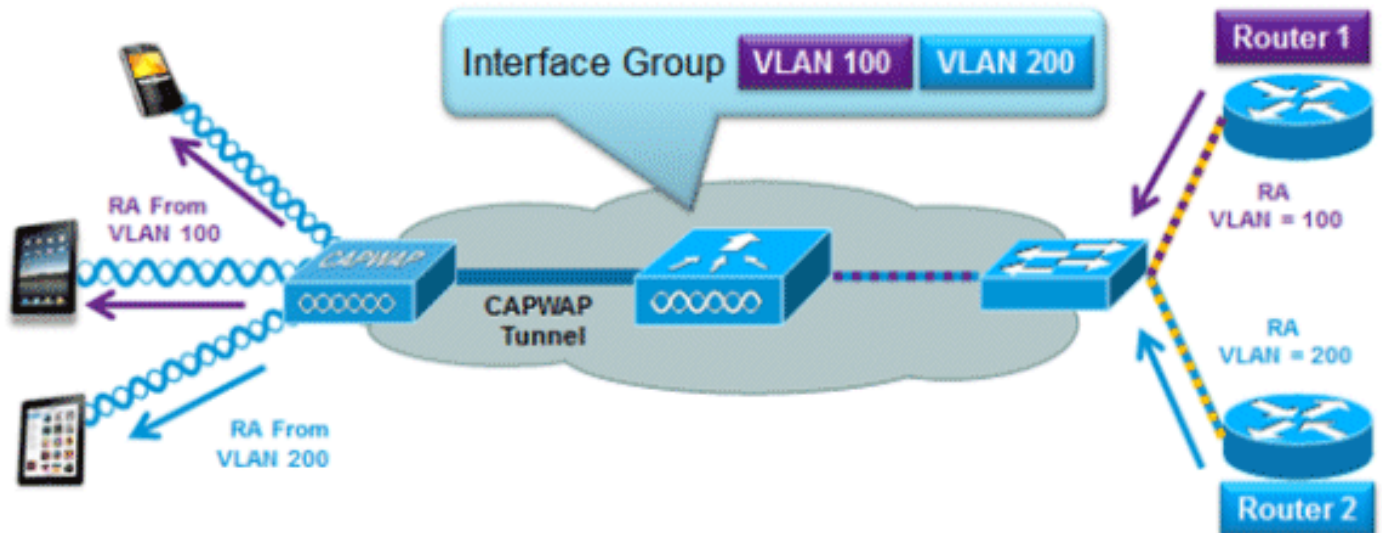 Interface Group VLAN 100 VLAN 200
Router 1
RA From
VLAN 100
RA
VLAN = 100
CAPWAP
CAPWAP
Tunnel
RA
VLAN = 200
RA From
VLAN 200
Router 2